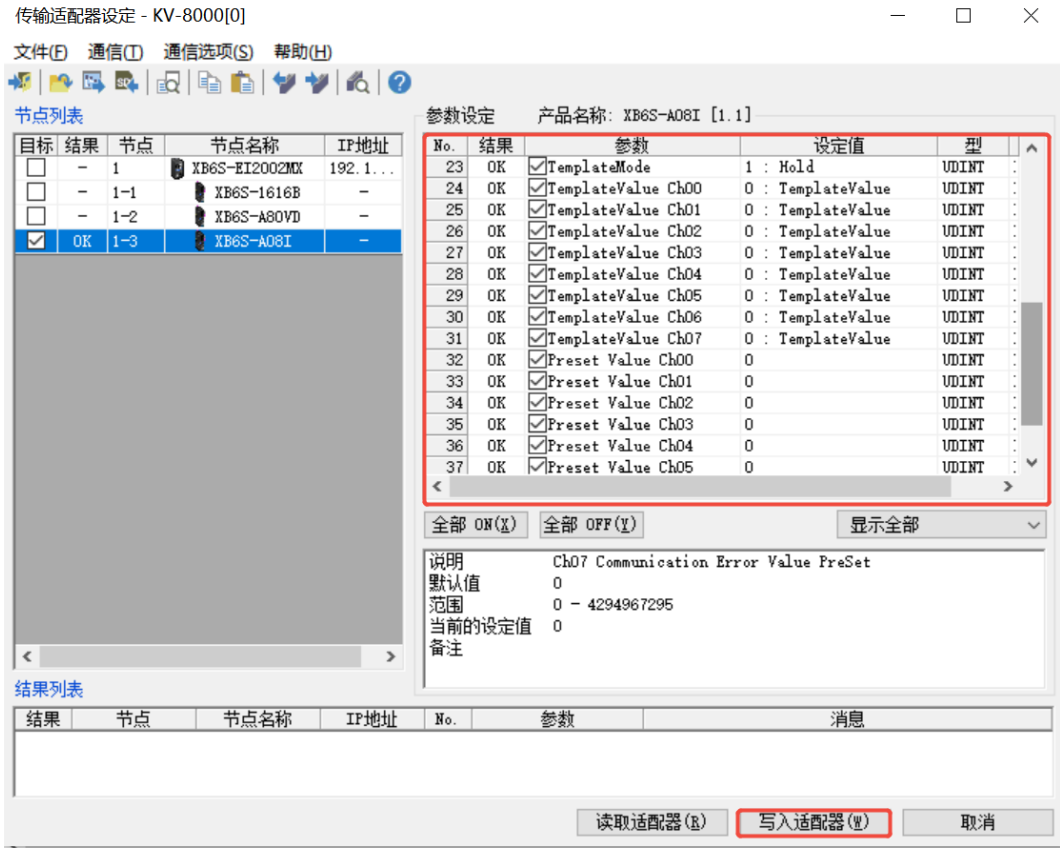 传输适配器设定 - KV-8000[0]
文件(F) 通信(T) 通信选项(S) 帮助(H)
节点列表
目标 结果 节点 节点名称 IP地址
- 1 XB6S-EI2002MX 192.1...
- 1-1 XB6S-1616B -
- 1-2 XB6S-A80VD -
OK 1-3 XB6S-A08I -
参数设定 产品名称: XB6S-A08I [1.1]
No. 结果 参数 设定值 型
23 OK TemplateMode 1 : Hold UDINT
24 OK TemplateValue Ch00 0 : TemplateValue UDINT
25 OK TemplateValue Ch01 0 : TemplateValue UDINT
26 OK TemplateValue Ch02 0 : TemplateValue UDINT
27 OK TemplateValue Ch03 0 : TemplateValue UDINT
28 OK TemplateValue Ch04 0 : TemplateValue UDINT
29 OK TemplateValue Ch05 0 : TemplateValue UDINT
30 OK TemplateValue Ch06 0 : TemplateValue UDINT
31 OK TemplateValue Ch07 0 : TemplateValue UDINT
32 OK Preset Value Ch00 0 UDINT
33 OK Preset Value Ch01 0 UDINT
34 OK Preset Value Ch02 0 UDINT
35 OK Preset Value Ch03 0 UDINT
36 OK Preset Value Ch04 0 UDINT
37 OK Preset Value Ch05 0 UDINT
全部 ON(X) 全部 OFF(Y) 显示全部
说明 Ch07 Communication Error Value PreSet
默认值 0
范围 0 - 4294967295
当前的设定值 0
备注
结果列表
结果 节点 节点名称 IP地址 No. 参数 消息
读取适配器(R) 写入适配器(W) 取消